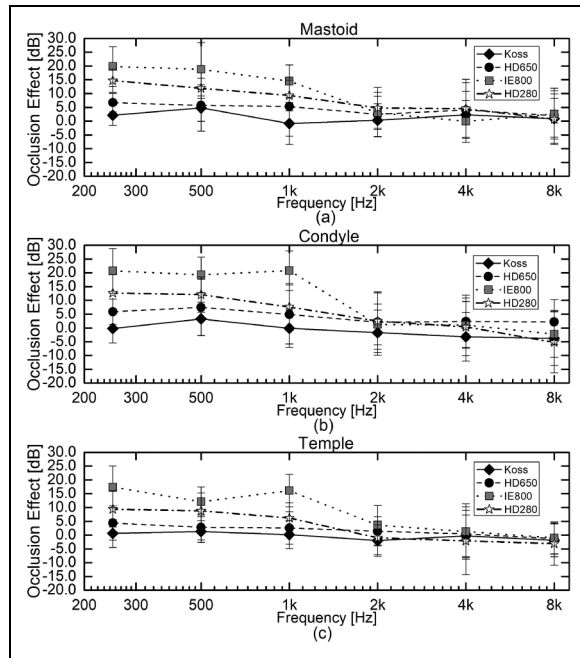 Mastoid
Occlusion Effect [dB]
30.0
25.0
20.0
15.0
10.0
5.0
0.0
-5.0
-10.0
-15.0
-20.0
Koss
HD650
IE800
HD280
200 300 500 1k 2k 4k 8k
Frequency [Hz]
(a)
Condyle
Occlusion Effect [dB]
30.0
25.0
20.0
15.0
10.0
5.0
0.0
-5.0
-10.0
-15.0
-20.0
Koss
HD650
IE800
HD280
200 300 500 1k 2k 4k 8k
Frequency [Hz]
(b)
Temple
Occlusion Effect [dB]
30.0
25.0
20.0
15.0
10.0
5.0
0.0
-5.0
-10.0
-15.0
-20.0
Koss
HD650
IE800
HD280
200 300 500 1k 2k 4k 8k
Frequency [Hz]
(c)